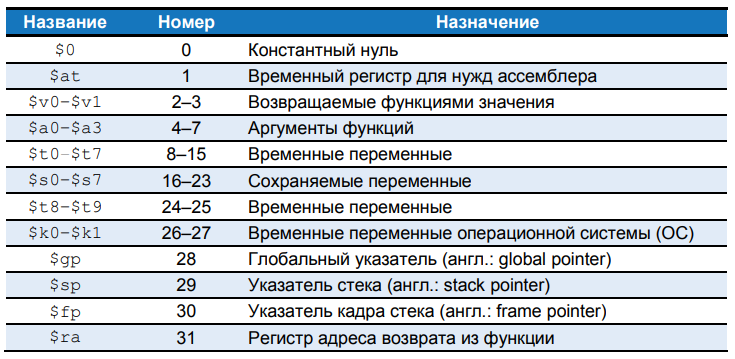 Название Номер Назначение
$0 0 Константный нуль
$at 1 Временный регистр для нужд ассемблера
$v0–$v1 2–3 Возвращаемые функциями значения
$a0–$a3 4–7 Аргументы функций
$t0–$t7 8–15 Временные переменные
$s0–$s7 16–23 Сохраняемые переменные
$t8–$t9 24–25 Временные переменные
$k0–$k1 26–27 Временные переменные операционной системы (ОС)
$gp 28 Глобальный указатель (англ.: global pointer)
$sp 29 Указатель стека (англ.: stack pointer)
$fp 30 Указатель кадра стека (англ.: frame pointer)
$ra 31 Регистр адреса возврата из функции